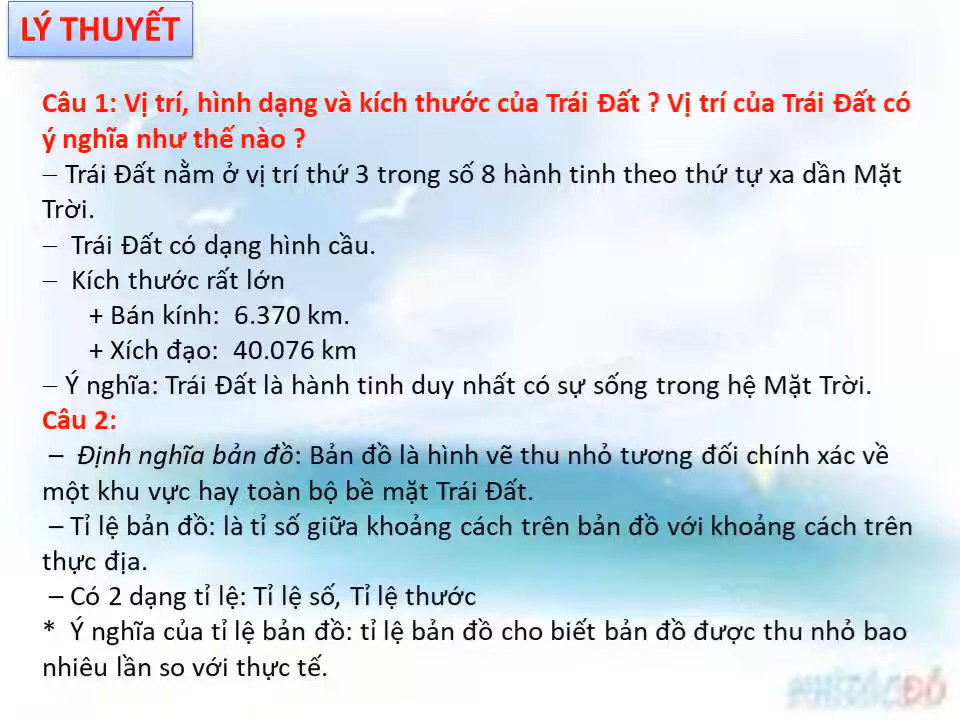 LÝ THUYẾT
Câu 1: Vị trí, hình dạng và kích thước của Trái Đất ? Vị trí của Trái Đất có
ý nghĩa như thế nào ?
– Trái Đất nằm ở vị trí thứ 3 trong số 8 hành tinh theo thứ tự xa dần Mặt
Trời.
– Trái Đất có dạng hình cầu.
– Kích thước rất lớn
+ Bán kính: 6.370 km.
+ Xích đạo: 40.076 km
– Ý nghĩa: Trái Đất là hành tinh duy nhất có sự sống trong hệ Mặt Trời.
Câu 2:
– Định nghĩa bản đồ: Bản đồ là hình vẽ thu nhỏ tương đối chính xác về
một khu vực hay toàn bộ bề mặt Trái Đất.
– Tỉ lệ bản đồ: là tỉ số giữa khoảng cách trên bản đồ với khoảng cách trên
thực địa.
– Có 2 dạng tỉ lệ: Tỉ lệ số, Tỉ lệ thước
* Ý nghĩa của tỉ lệ bản đồ: tỉ lệ bản đồ cho biết bản đồ được thu nhỏ bao
nhiêu lần so với thực tế.